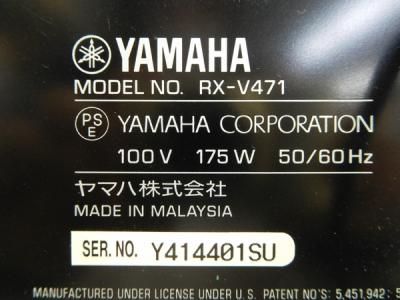 YAMAHA
MODEL NO. RX-V471
PS
E
YAMAHA CORPORATION
100 V 175 W 50/60 Hz
ヤマハ株式会社
MADE IN MALAYSIA
SER. NO. Y414401SU
MANUFACTURED UNDER LICENSE UNDER U.S. PATENT NO'S: 5,451,942;